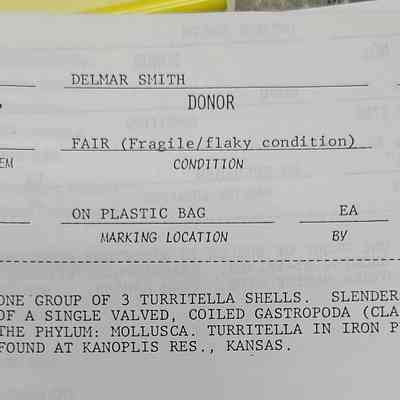 DELMAR SMITH
DONOR
FAIR (Fragile/flaky condition)
EM CONDITION
ON PLASTIC BAG EA
MARKING LOCATION BY
ONE GROUP OF 3 TURRITELLA SHELLS. SLENDER
OF A SINGLE VALVED, COILED GASTROPODA (CLA
THE PHYLUM: MOLLUSCA. TURRITELLA IN IRON P
FOUND AT KANOPLIS RES., KANSAS.